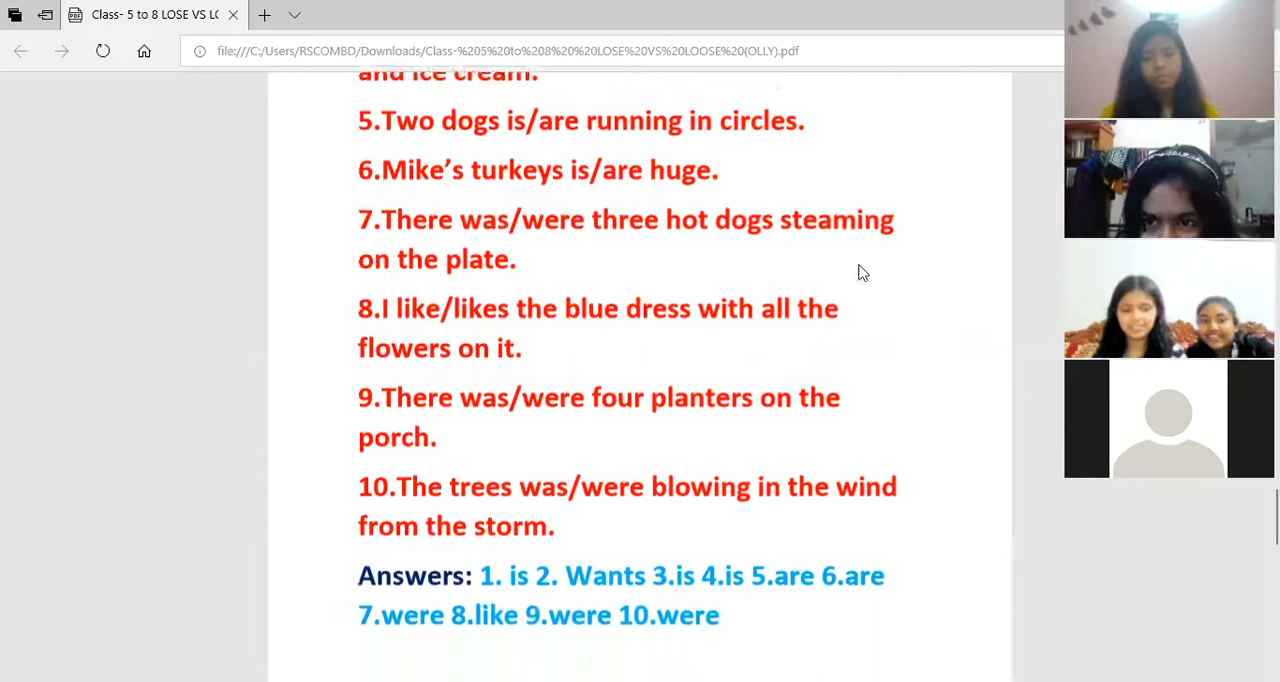 Class- 5 to 8 LOSE VS LO
file:///C:/Users/RSCOMBD/Downloads/Class-%205%20to%208%20%20LOSE%20VS%20LOOSE%20(OLLY).pdf
and ice cream.
5.Two dogs is/are running in circles.
6.Mike’s turkeys is/are huge.
7.There was/were three hot dogs steaming
on the plate.
8.I like/likes the blue dress with all the
flowers on it.
9.There was/were four planters on the
porch.
10.The trees was/were blowing in the wind
from the storm.
Answers: 1. is 2. Wants 3.is 4.is 5.are 6.are
7.were 8.like 9.were 10.were